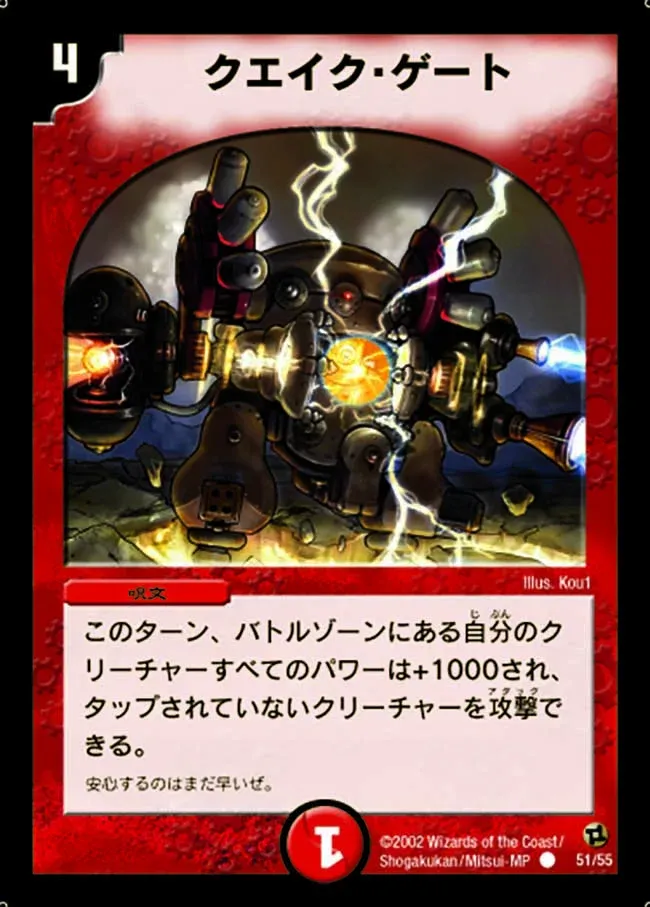 4
クエイク・ゲート
Illus. Kou1
呪文
このターン、バトルゾーンにある自分のク
リーチャーすべてのパワーは+1000され、
タップされていないクリーチャーを攻撃で
きる。
安心するのはまだ早いぜ。
1
©2002 Wizards of the Coast/
Shogakukan/Mitsui-MP
51/55